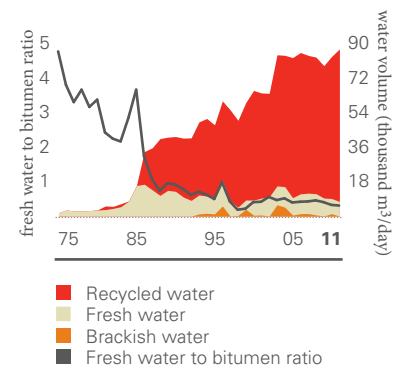 fresh water to bitumen ratio
5
4
3
2
1
90
72
54
36
18
water volume (thousand m³/day)
75 85 95 05 11
Recycled water
Fresh water
Brackish water
Fresh water to bitumen ratio